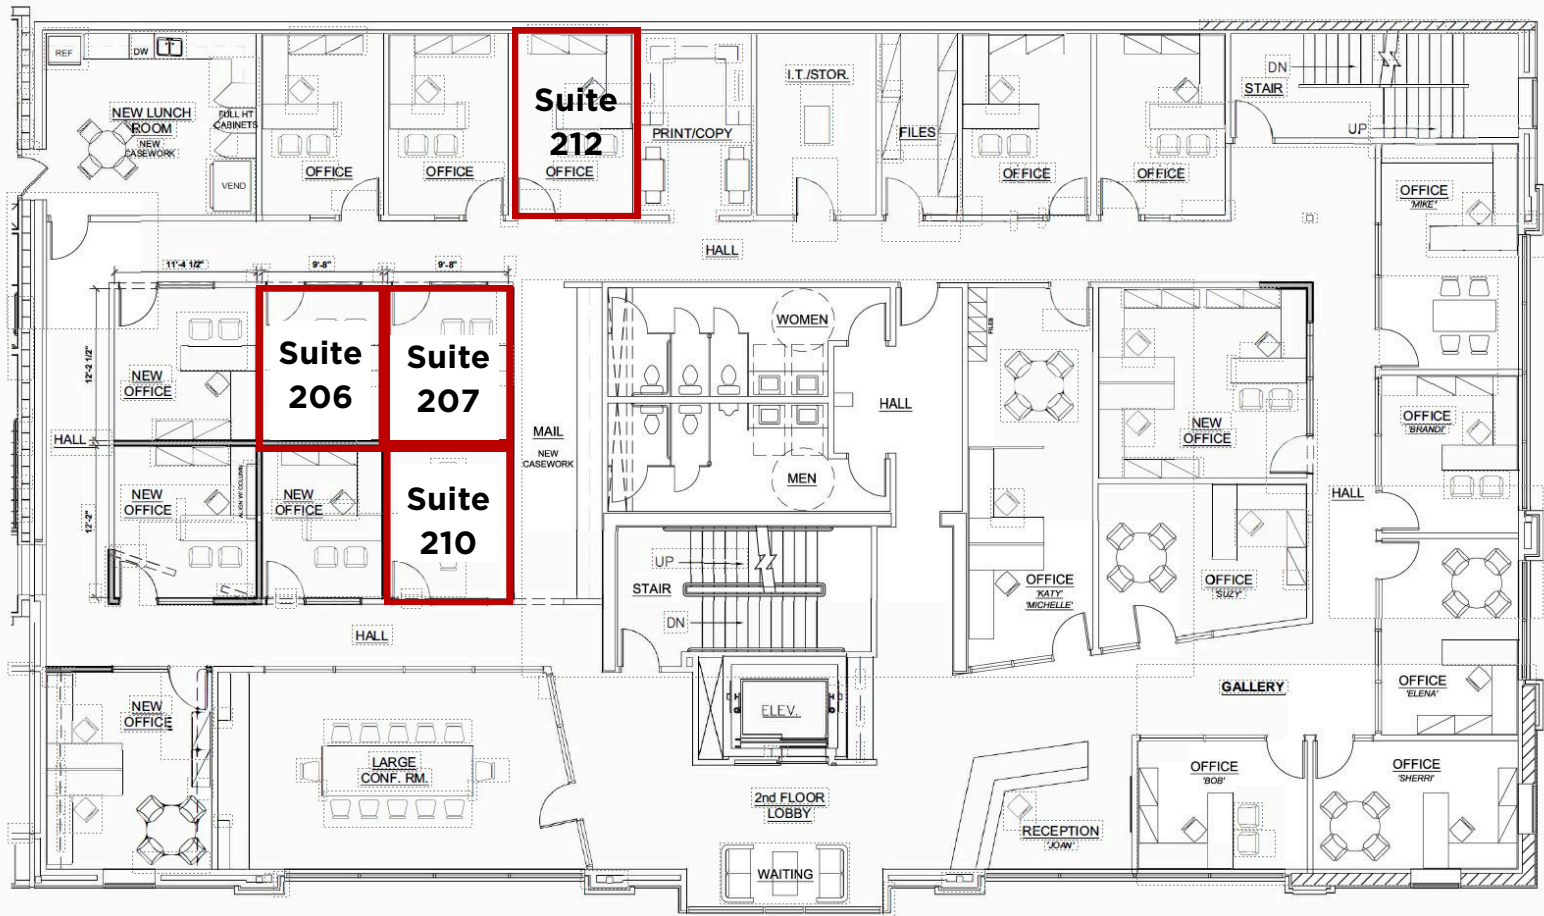 REF
DW
NEW LUNCH
ROOM
NEW
CASEWORK
FULL HT
CABINETS
VEND
OFFICE
OFFICE
Suite
212
OFFICE
PRINT/COPY
I.T./STOR.
FILES
OFFICE
OFFICE
DN
STAIR
UP
OFFICE
'MIKE'
HALL
11'-4 1/2"
9'-8"
9'-8"
12'-2 1/2"
12'-2"
NEW
OFFICE
Suite
206
Suite
207
HALL
NEW
OFFICE
ALIGN W/ COLUMN
NEW
OFFICE
Suite
210
MAIL
NEW
CASEWORK
WOMEN
MEN
HALL
FILES
NEW
OFFICE
OFFICE
'BRANDI'
HALL
UP
STAIR
DN
OFFICE
'KATY'
'MICHELLE'
OFFICE
'SUZY'
HALL
GALLERY
OFFICE
'ELENA'
NEW
OFFICE
LARGE
CONF. RM.
ELEV.
2nd FLOOR
LOBBY
WAITING
RECEPTION
'JOAN'
OFFICE
'BOB'
OFFICE
'SHERRI'